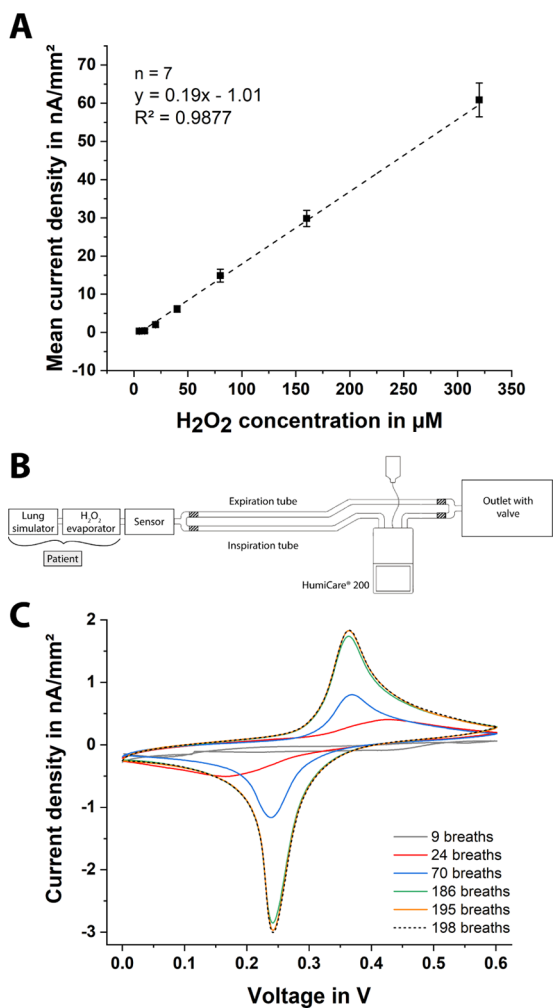 A
Mean current density in nA/mm²
70
60
50
40
30
20
10
0
-10
n = 7
y = 0.19x - 1.01
R² = 0.9877
0 50 100 150 200 250 300 350
H2O2 concentration in µM
B
Lung
simulator
H2O2
evaporator
Sensor
Patient
Expiration tube
Inspiration tube
HumiCare® 200
Outlet with
valve
C
Current density in nA/mm²
2
1
0
-1
-2
-3
9 breaths
24 breaths
70 breaths
186 breaths
195 breaths
198 breaths
0.0 0.1 0.2 0.3 0.4 0.5 0.6
Voltage in V